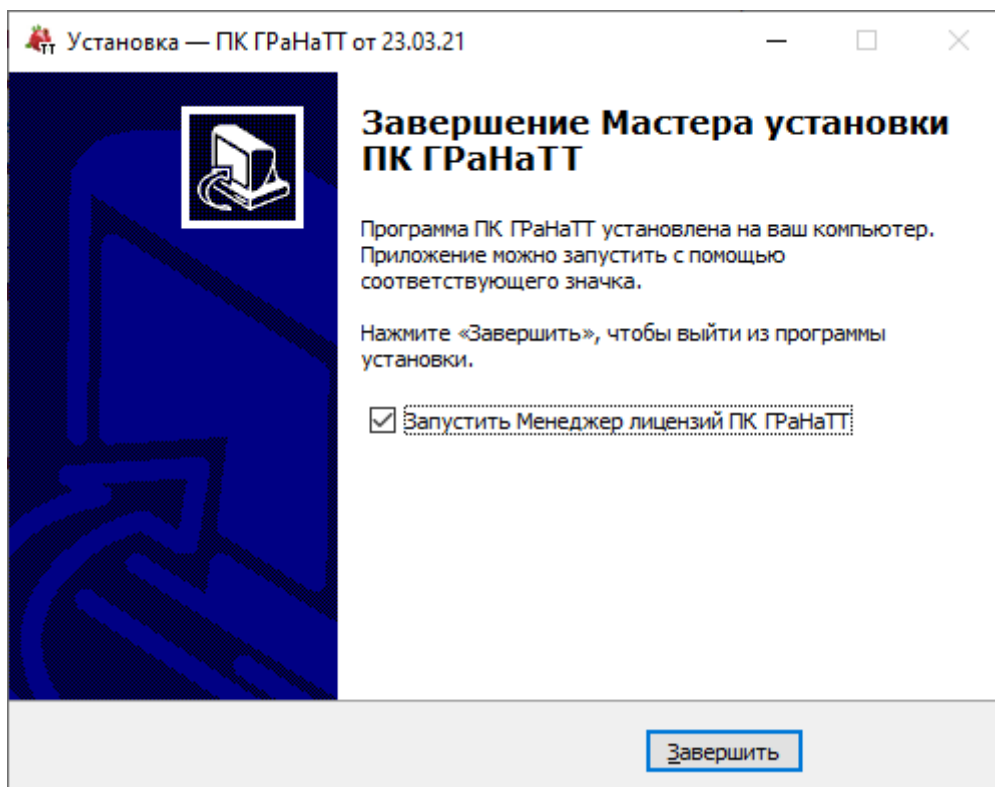 Установка — ПК ГРаНаТТ от 23.03.21
Завершение Мастера установки
ПК ГРаНаТТ
Программа ПК ГРаНаТТ установлена на ваш компьютер.
Приложение можно запустить с помощью
соответствующего значка.
Нажмите «Завершить», чтобы выйти из программы
установки.
Запустить Менеджер лицензий ПК ГРаНаТТ
Завершить